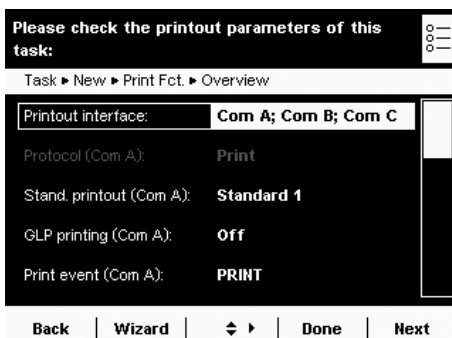 Please check the printout parameters of this
task:
Task ▸ New ▸ Print Fct. ▸ Overview
Printout interface: Com A; Com B; Com C
Protocol (Com A): Print
Stand. printout (Com A): Standard 1
GLP printing (Com A): Off
Print event (Com A): PRINT
Back Wizard Done Next